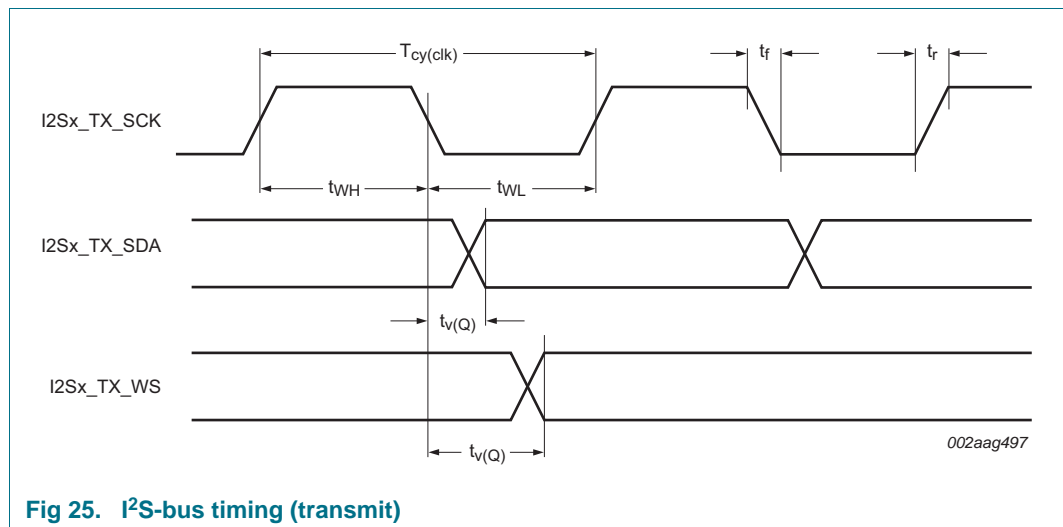 Tcy(clk)
tf
tr
I2Sx_TX_SCK
tWH
tWL
I2Sx_TX_SDA
tv(Q)
I2Sx_TX_WS
tv(Q)
002aag497
Fig 25. I²S-bus timing (transmit)